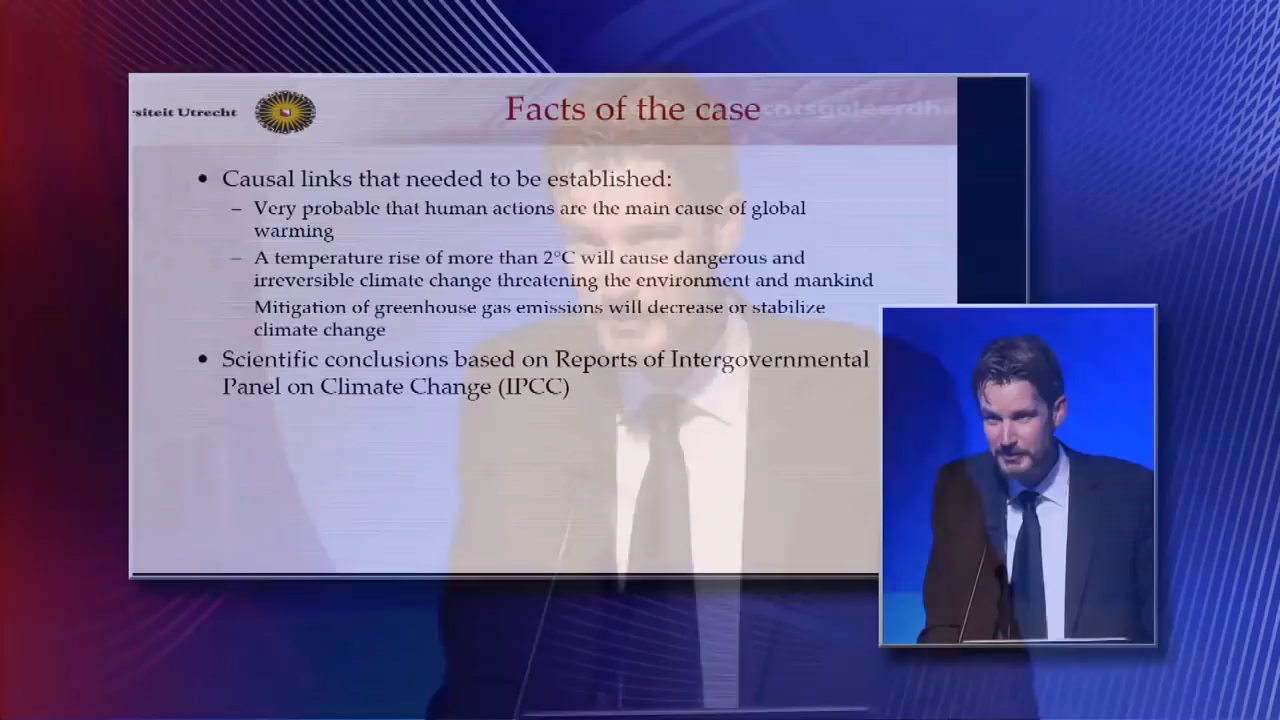 siteit Utrecht
Facts of the case
chtsgeleerdhe
• Causal links that needed to be established:
– Very probable that human actions are the main cause of global
warming
– A temperature rise of more than 2°C will cause dangerous and
irreversible climate change threatening the environment and mankind
– Mitigation of greenhouse gas emissions will decrease or stabilize
climate change
• Scientific conclusions based on Reports of Intergovernmental
Panel on Climate Change (IPCC)